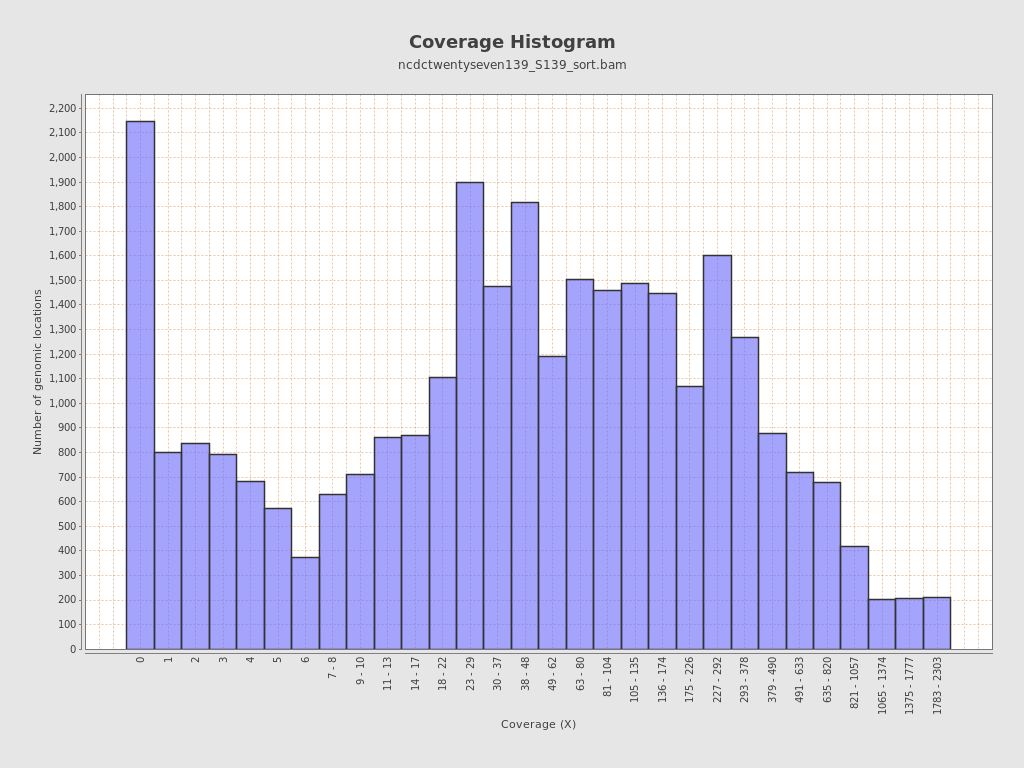 Coverage Histogram
ncdctwentyseven139_S139_sort.bam
Number of genomic locations
2,200
2,100
2,000
1,900
1,800
1,700
1,600
1,500
1,400
1,300
1,200
1,100
1,000
900
800
700
600
500
400
300
200
100
0
0
1
2
3
4
5
6
7 - 8
9 - 10
11 - 13
14 - 17
18 - 22
23 - 29
30 - 37
38 - 48
49 - 62
63 - 80
81 - 104
105 - 135
136 - 174
175 - 226
227 - 292
293 - 378
379 - 490
491 - 633
635 - 820
821 - 1057
1065 - 1374
1375 - 1777
1783 - 2303
Coverage (X)